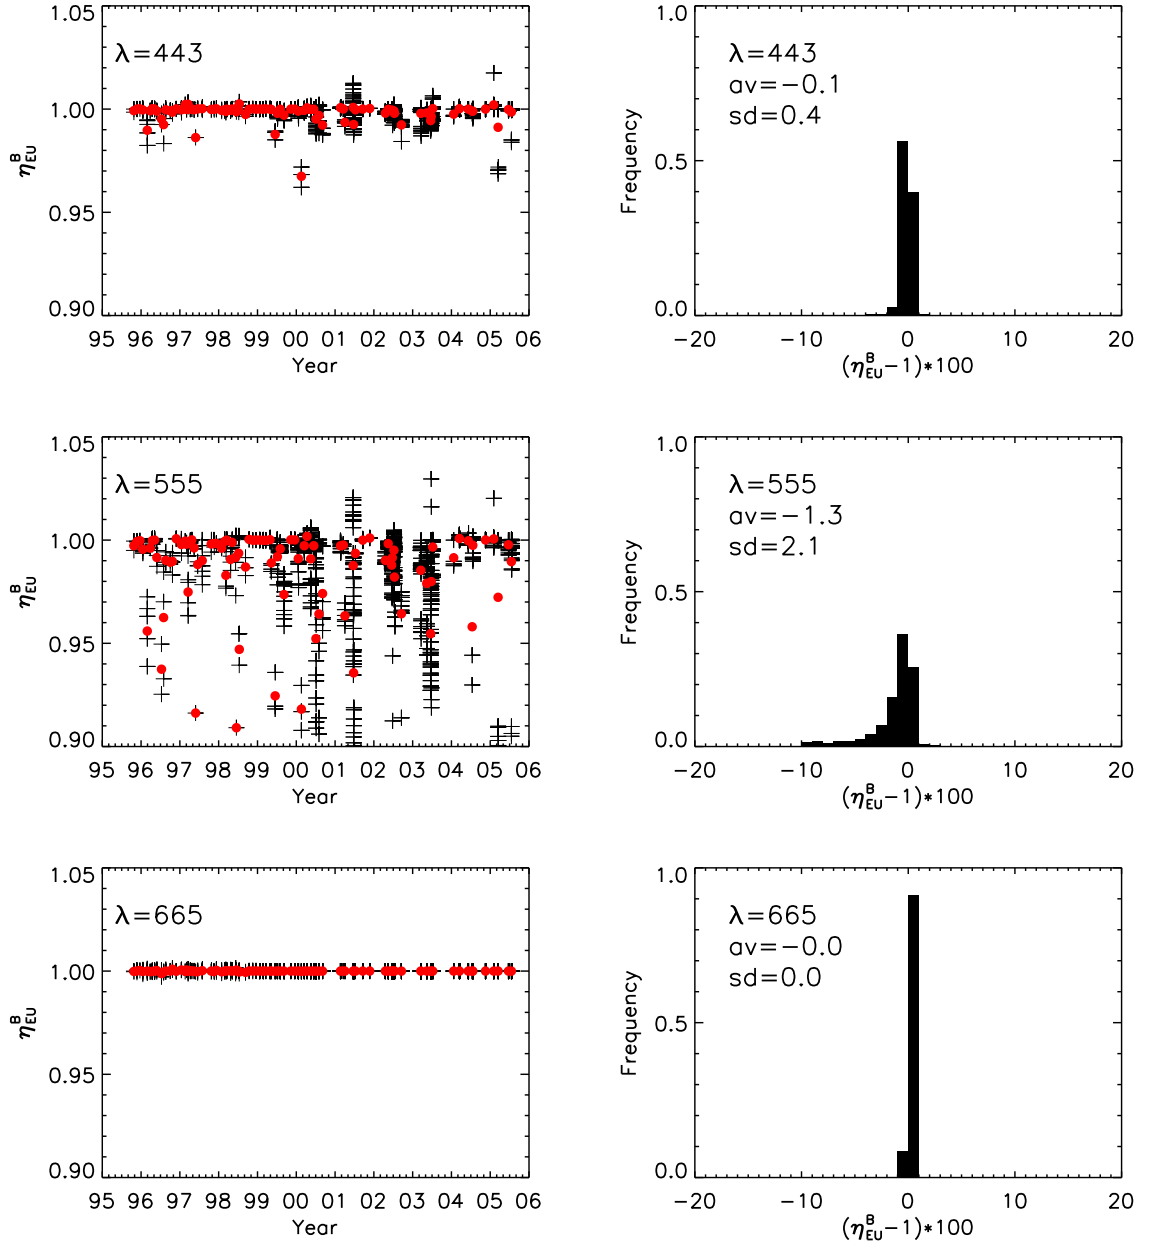 1.05
λ=443
1.00
0.95
0.90
η^B_EU
95 96 97 98 99 00 01 02 03 04 05 06
Year
1.0
λ=443
av=−0.1
sd=0.4
0.5
0.0
Frequency
−20 −10 0 10 20
(η^B_EU−1)*100
1.05
λ=555
1.00
0.95
0.90
η^B_EU
95 96 97 98 99 00 01 02 03 04 05 06
Year
1.0
λ=555
av=−1.3
sd=2.1
0.5
0.0
Frequency
−20 −10 0 10 20
(η^B_EU−1)*100
1.05
λ=665
1.00
0.95
0.90
η^B_EU
95 96 97 98 99 00 01 02 03 04 05 06
Year
1.0
λ=665
av=−0.0
sd=0.0
0.5
0.0
Frequency
−20 −10 0 10 20
(η^B_EU−1)*100